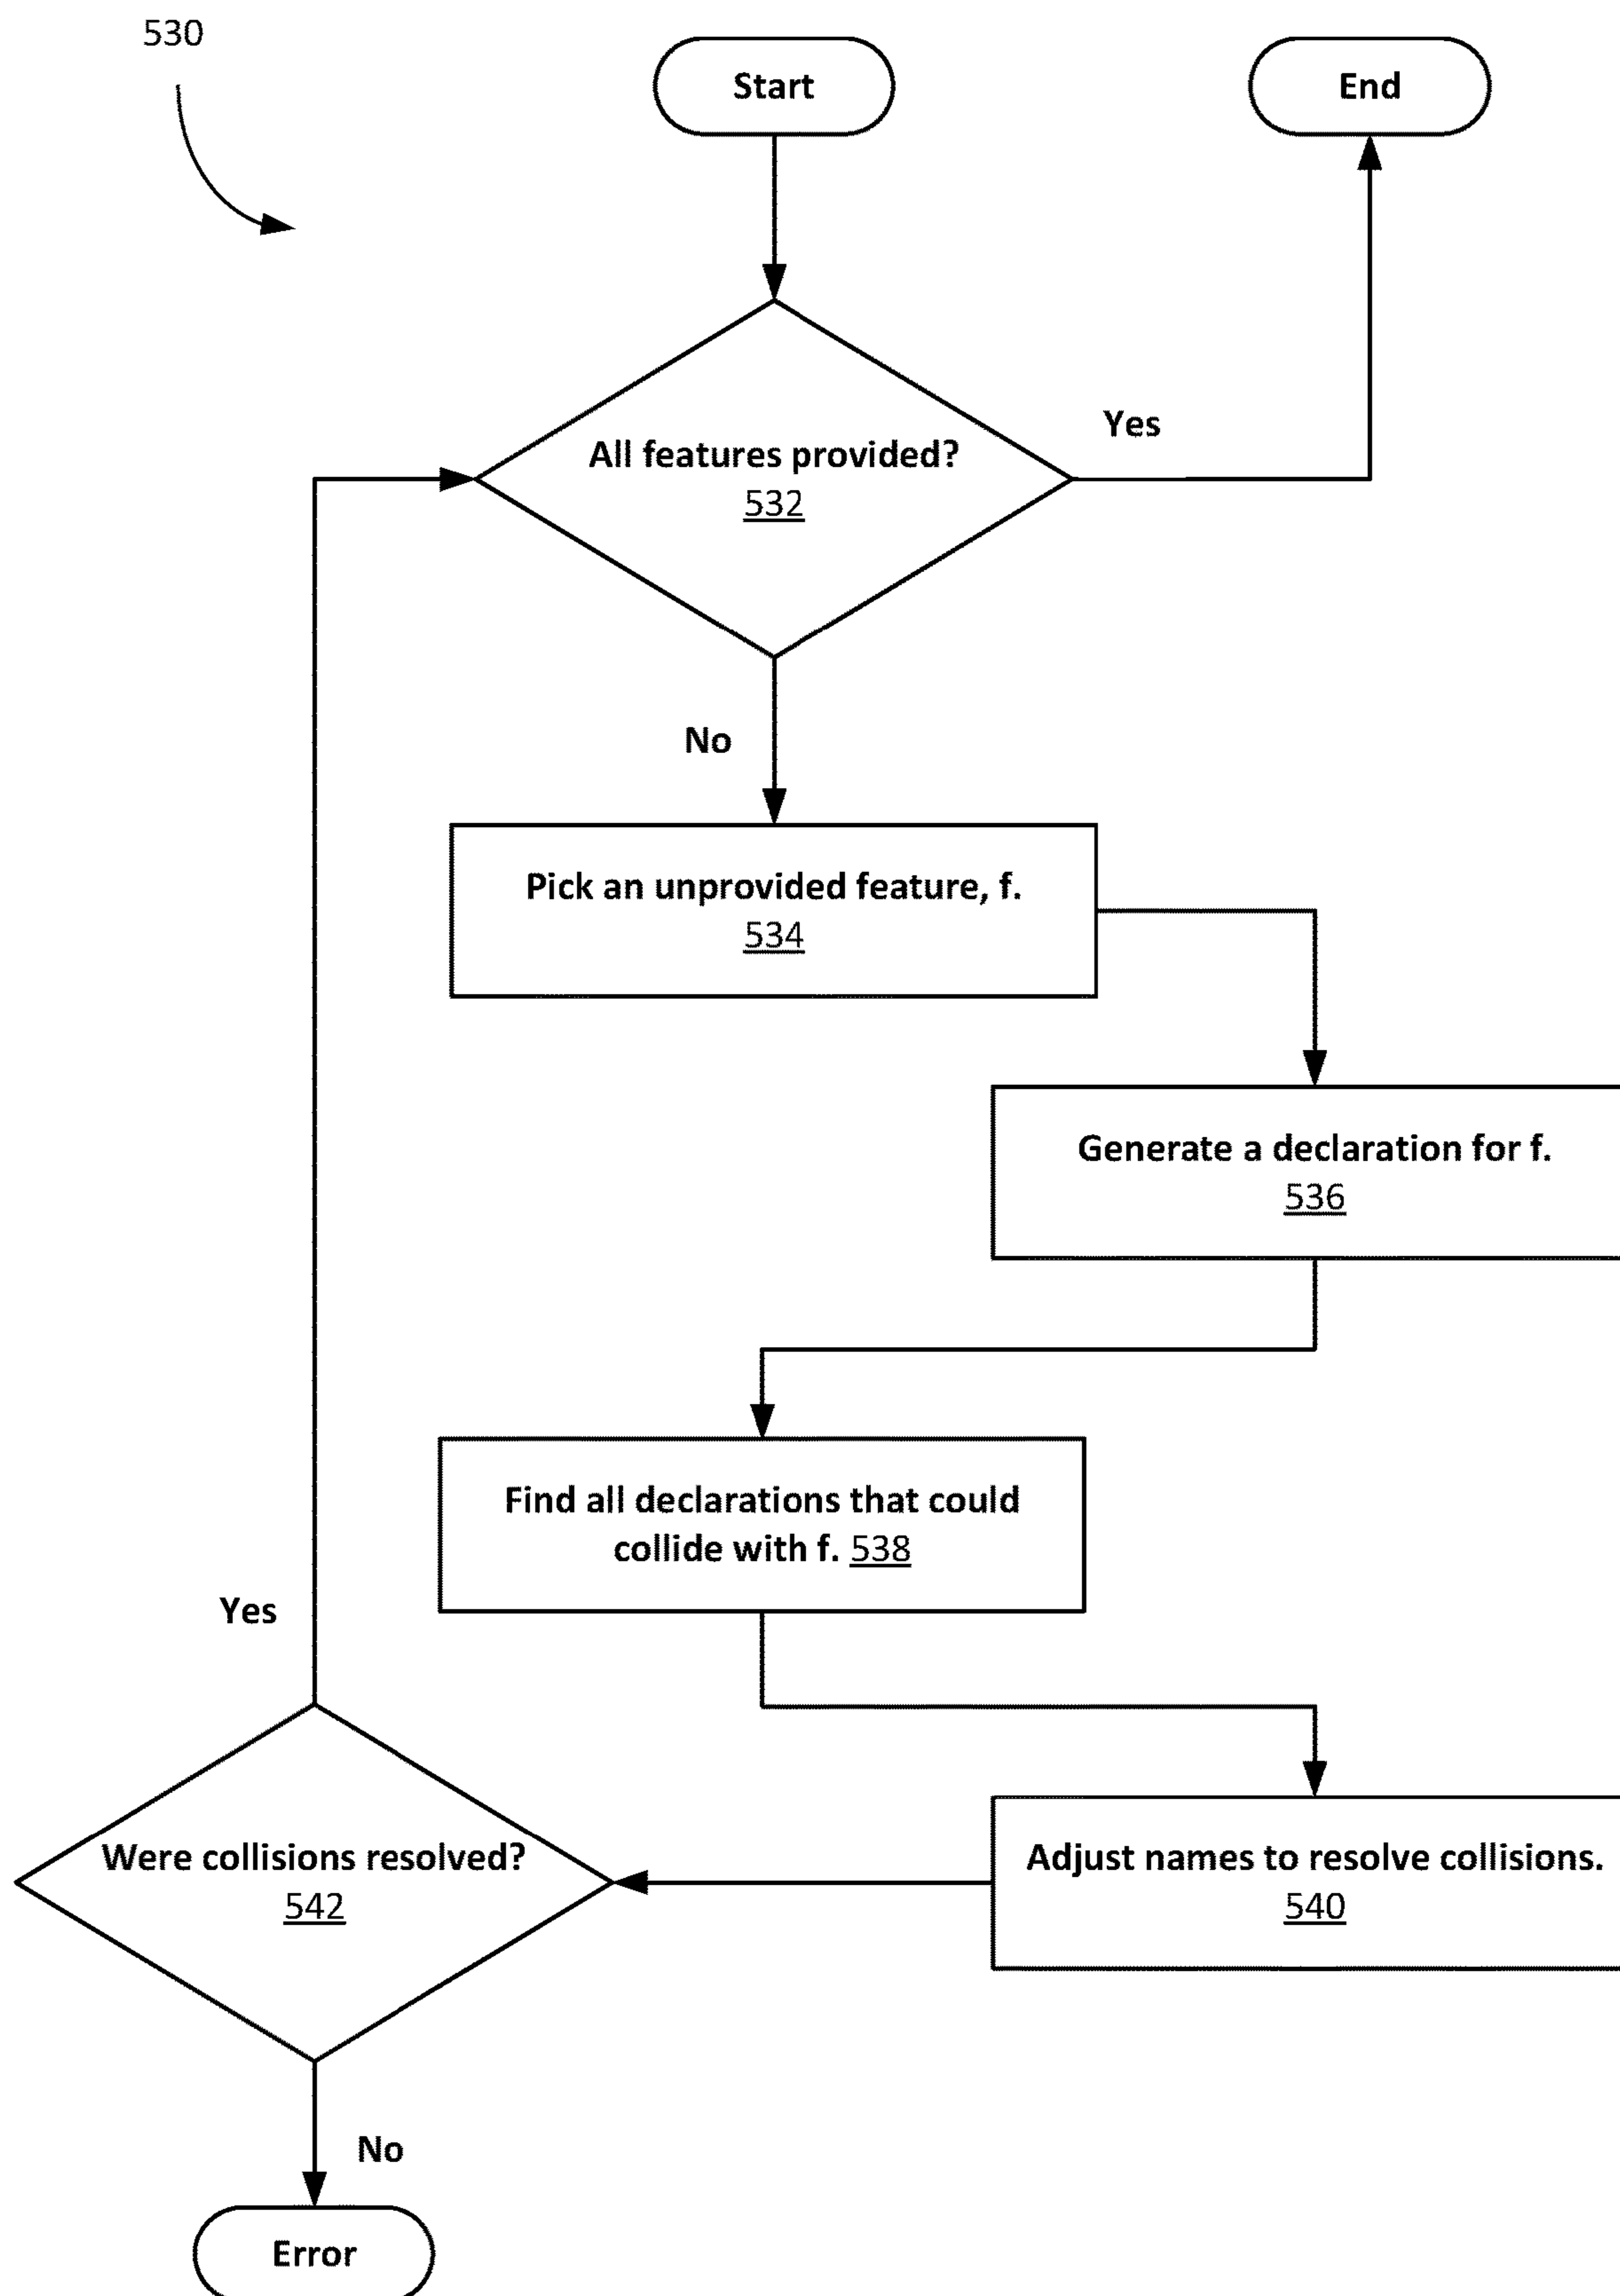 530
Start
End
All features provided?
532
Yes
No
Pick an unprovided feature, f.
534
Generate a declaration for f.
536
Find all declarations that could
collide with f. 538
Yes
Were collisions resolved?
542
Adjust names to resolve collisions.
540
No
Error